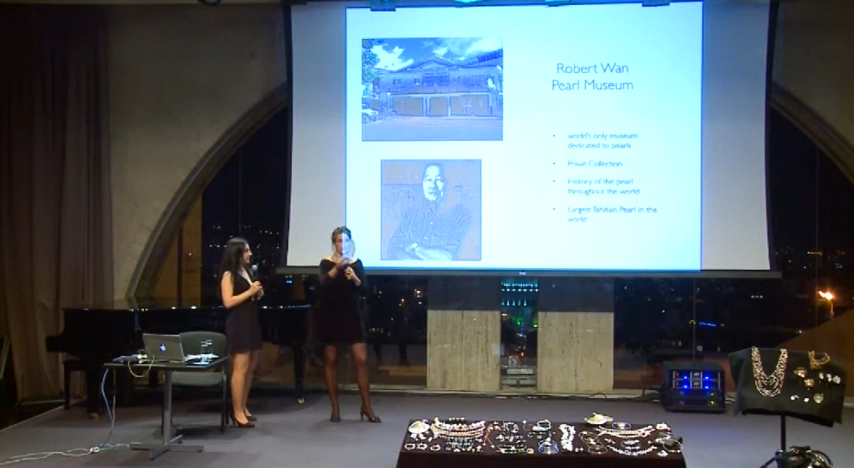 Robert Wan
Pearl Museum
• world's only museum
dedicated to pearls
• Private Collection
• History of the pearl
throughout the world
• Largest Tahitian Pearl in the
world